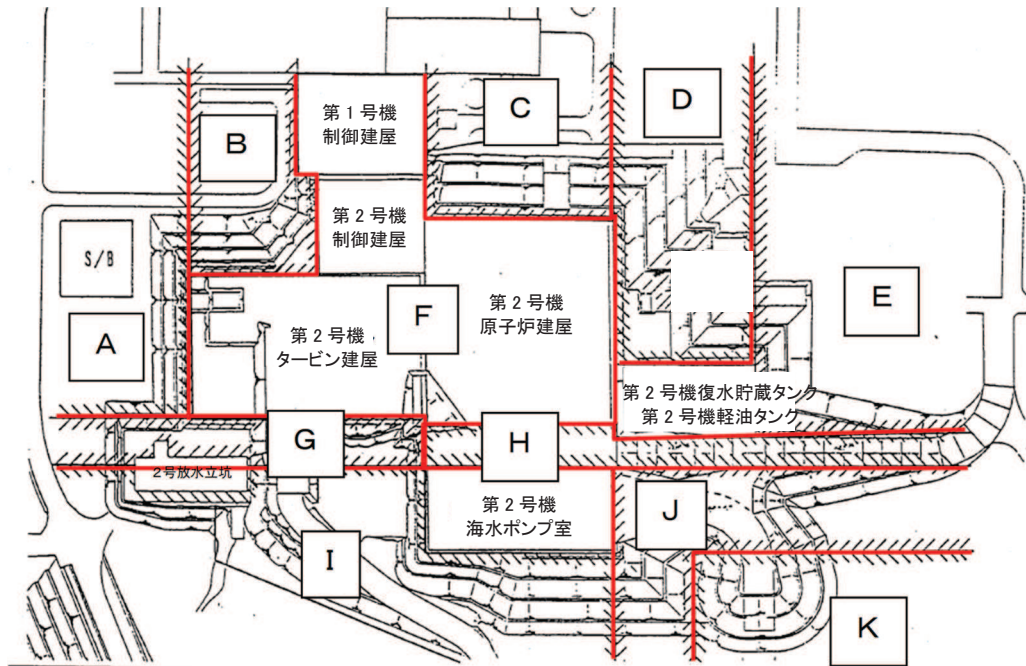 B
第１号機
制御建屋
C
D
第２号機
制御建屋
S/B
A
第２号機
タービン建屋
F
第２号機
原子炉建屋
E
第２号機復水貯蔵タンク
第２号機軽油タンク
G
H
２号放水立坑
第２号機
海水ポンプ室
I
J
K